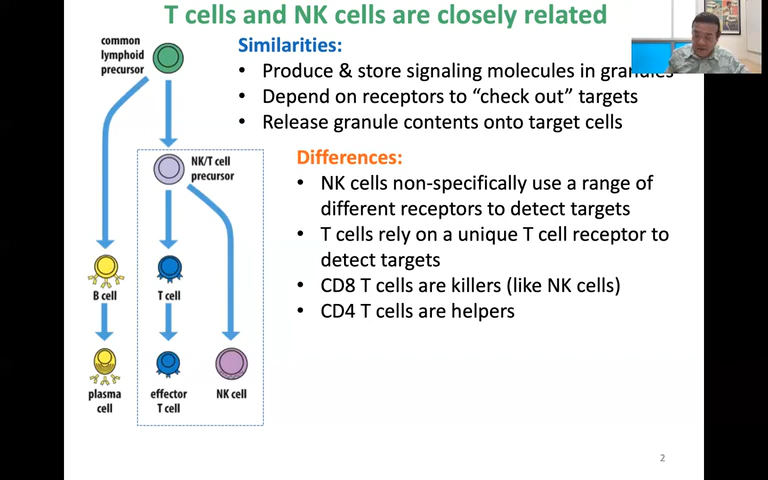 T cells and NK cells are closely related
common
lymphoid
precursor
Similarities:
• Produce & store signaling molecules in granules
• Depend on receptors to “check out” targets
• Release granule contents onto target cells
NK/T cell
precursor
Differences:
• NK cells non-specifically use a range of
different receptors to detect targets
• T cells rely on a unique T cell receptor to
detect targets
• CD8 T cells are killers (like NK cells)
• CD4 T cells are helpers
B cell
T cell
plasma
cell
effector
T cell
NK cell
2